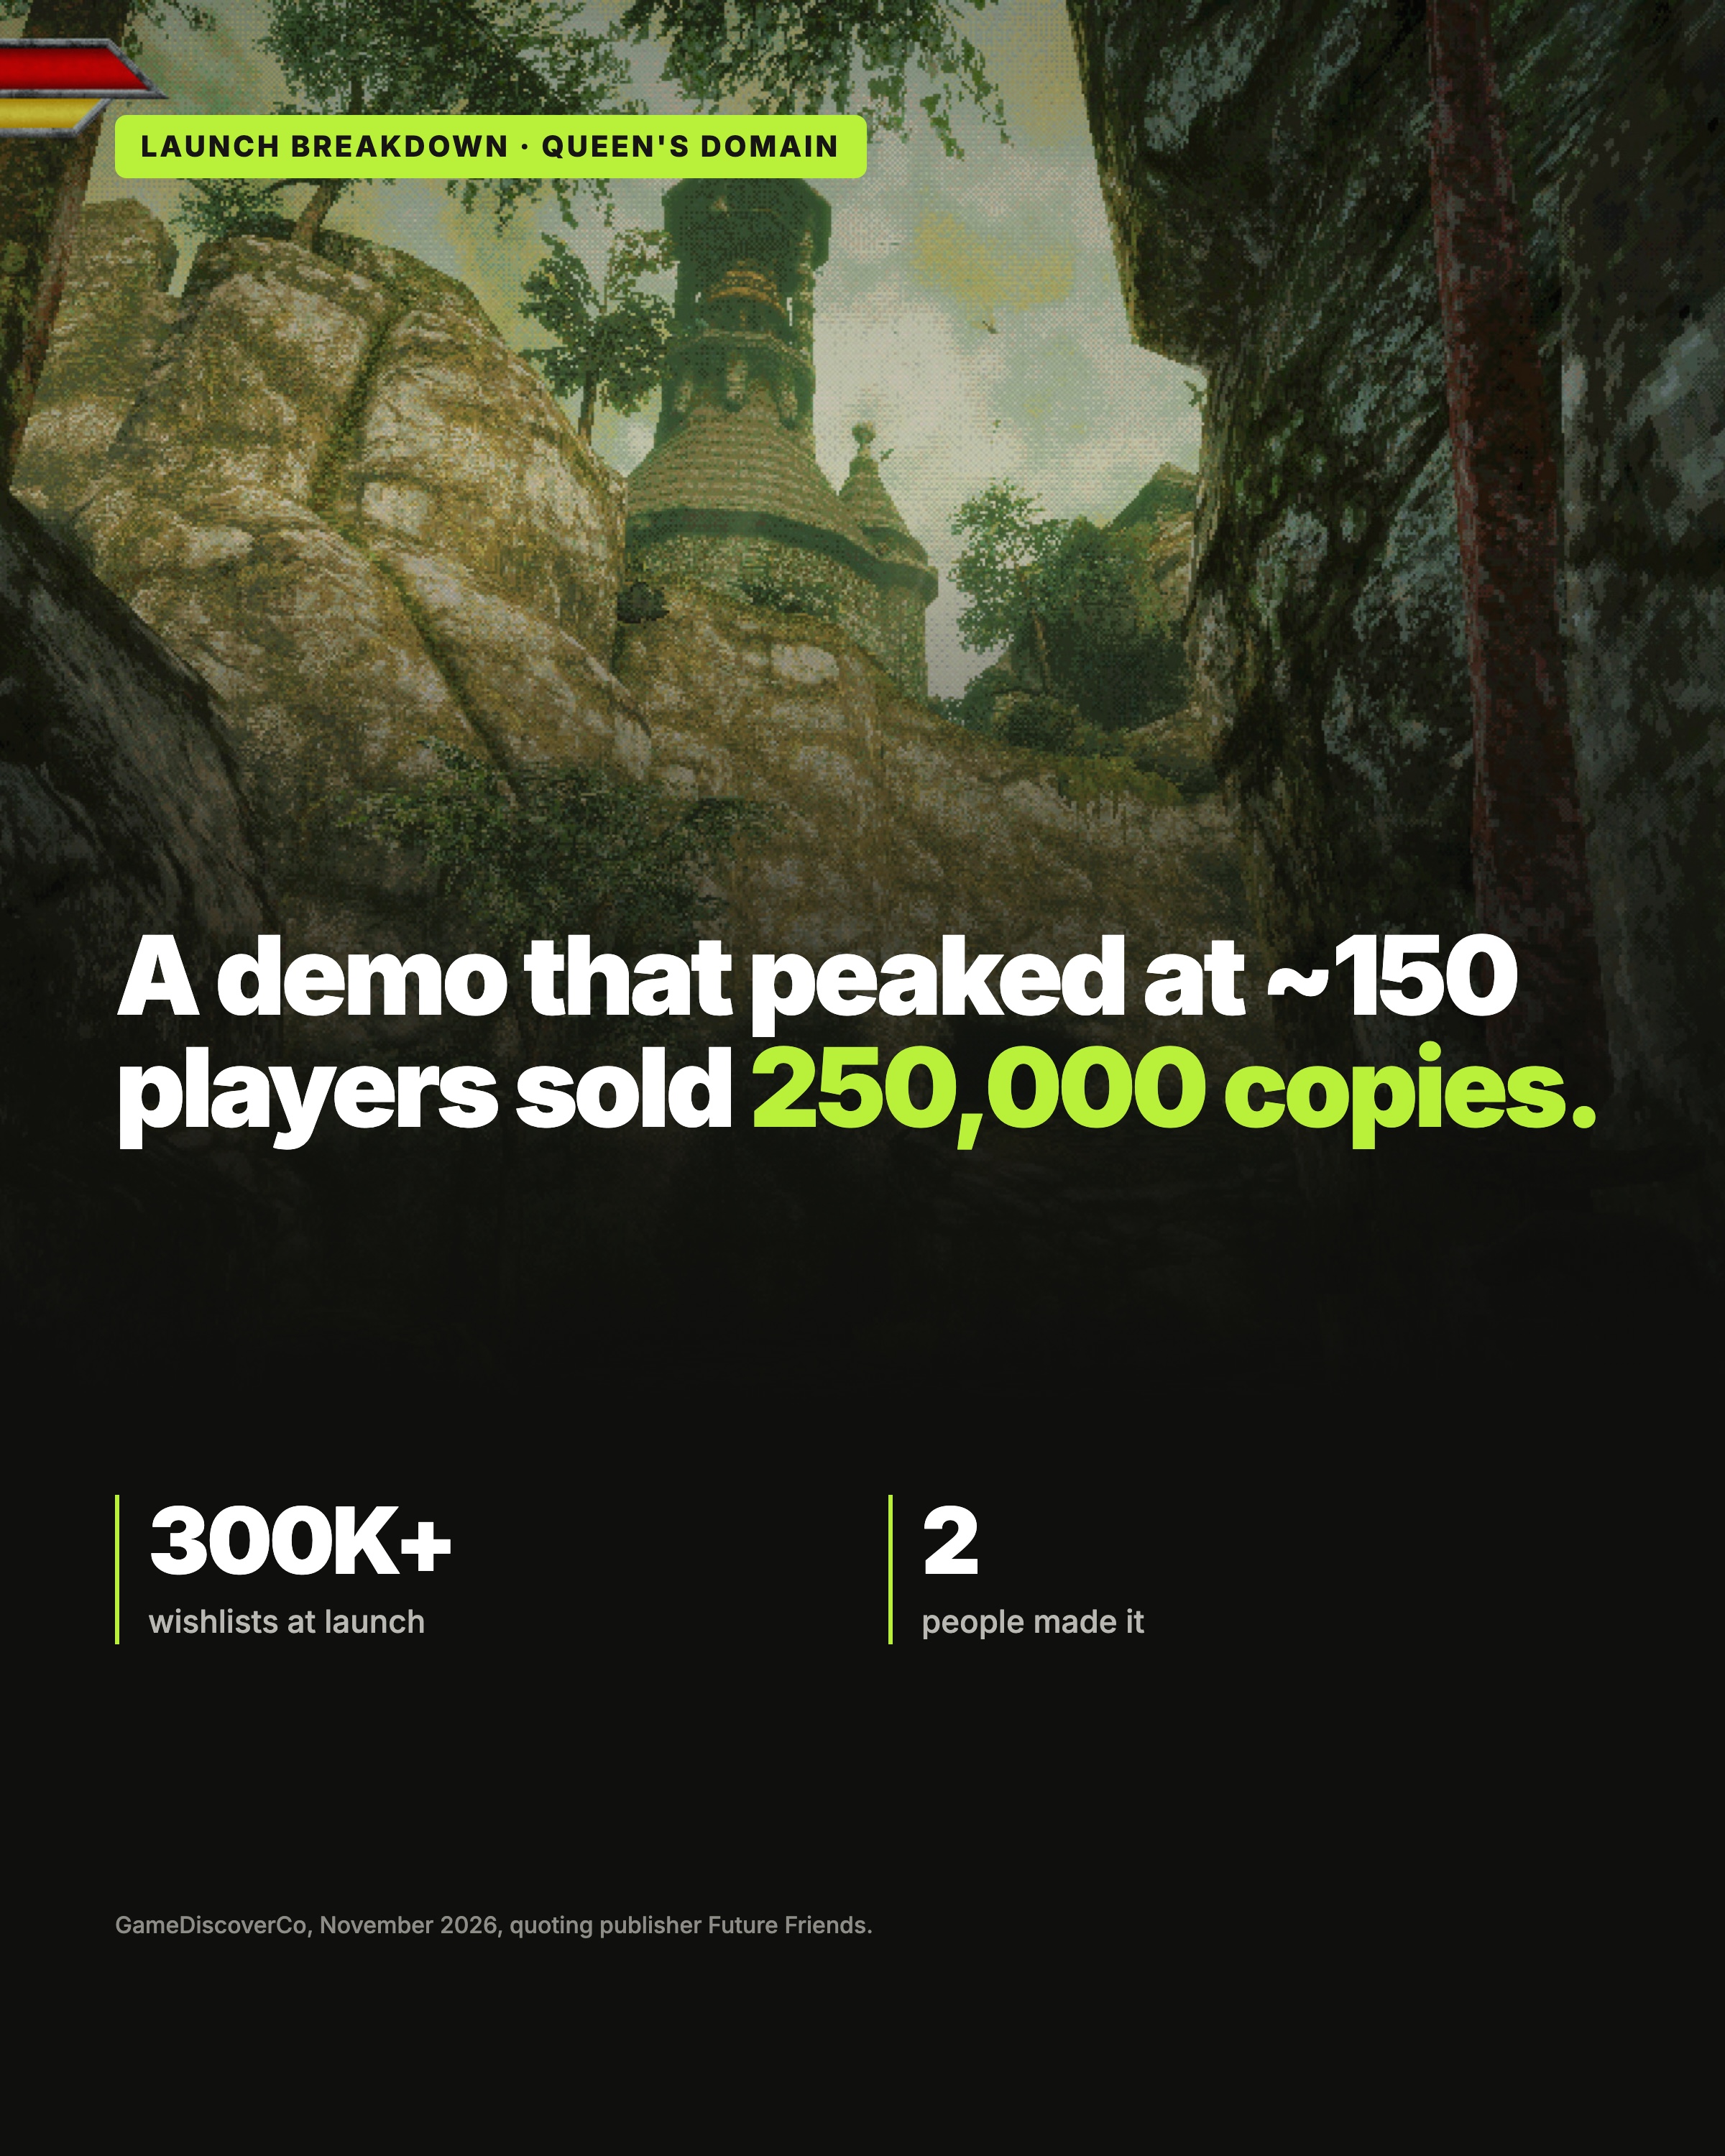 LAUNCH BREAKDOWN · QUEEN'S DOMAIN
A demo that peaked at ~150
players sold 250,000 copies.
300K+
wishlists at launch
2
people made it
GameDiscoverCo, November 2026, quoting publisher Future Friends.